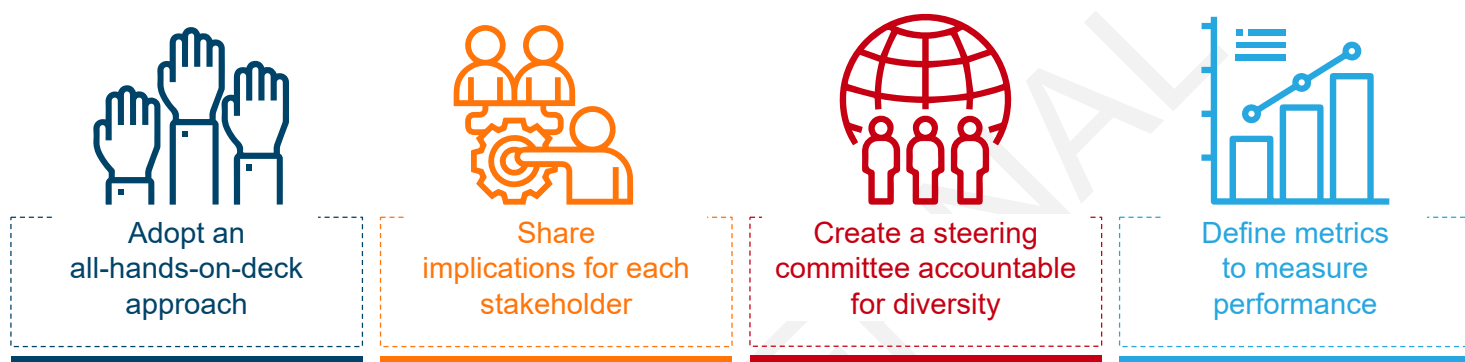 Adopt an
all-hands-on-deck
approach
Share
implications for each
stakeholder
Create a steering
committee accountable
for diversity
Define metrics
to measure
performance